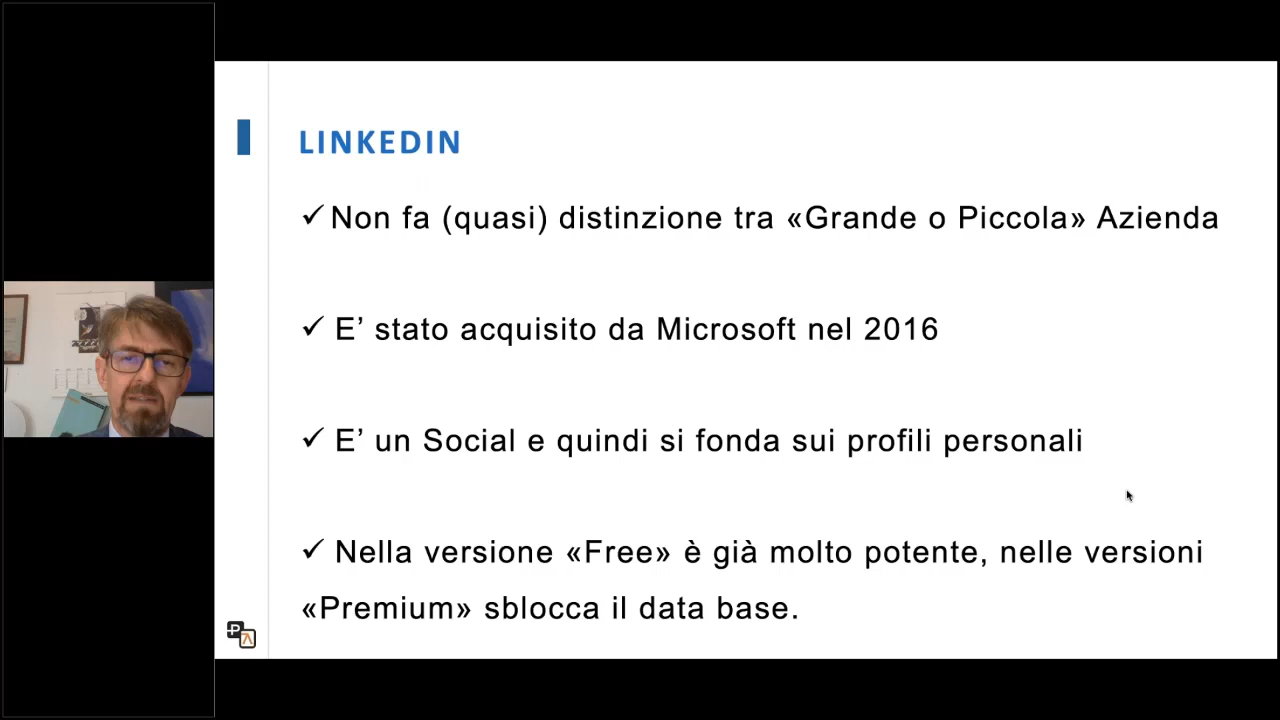 LINKEDIN
✓ Non fa (quasi) distinzione tra «Grande o Piccola» Azienda
✓ E’ stato acquisito da Microsoft nel 2016
✓ E’ un Social e quindi si fonda sui profili personali
✓ Nella versione «Free» è già molto potente, nelle versioni
«Premium» sblocca il data base.